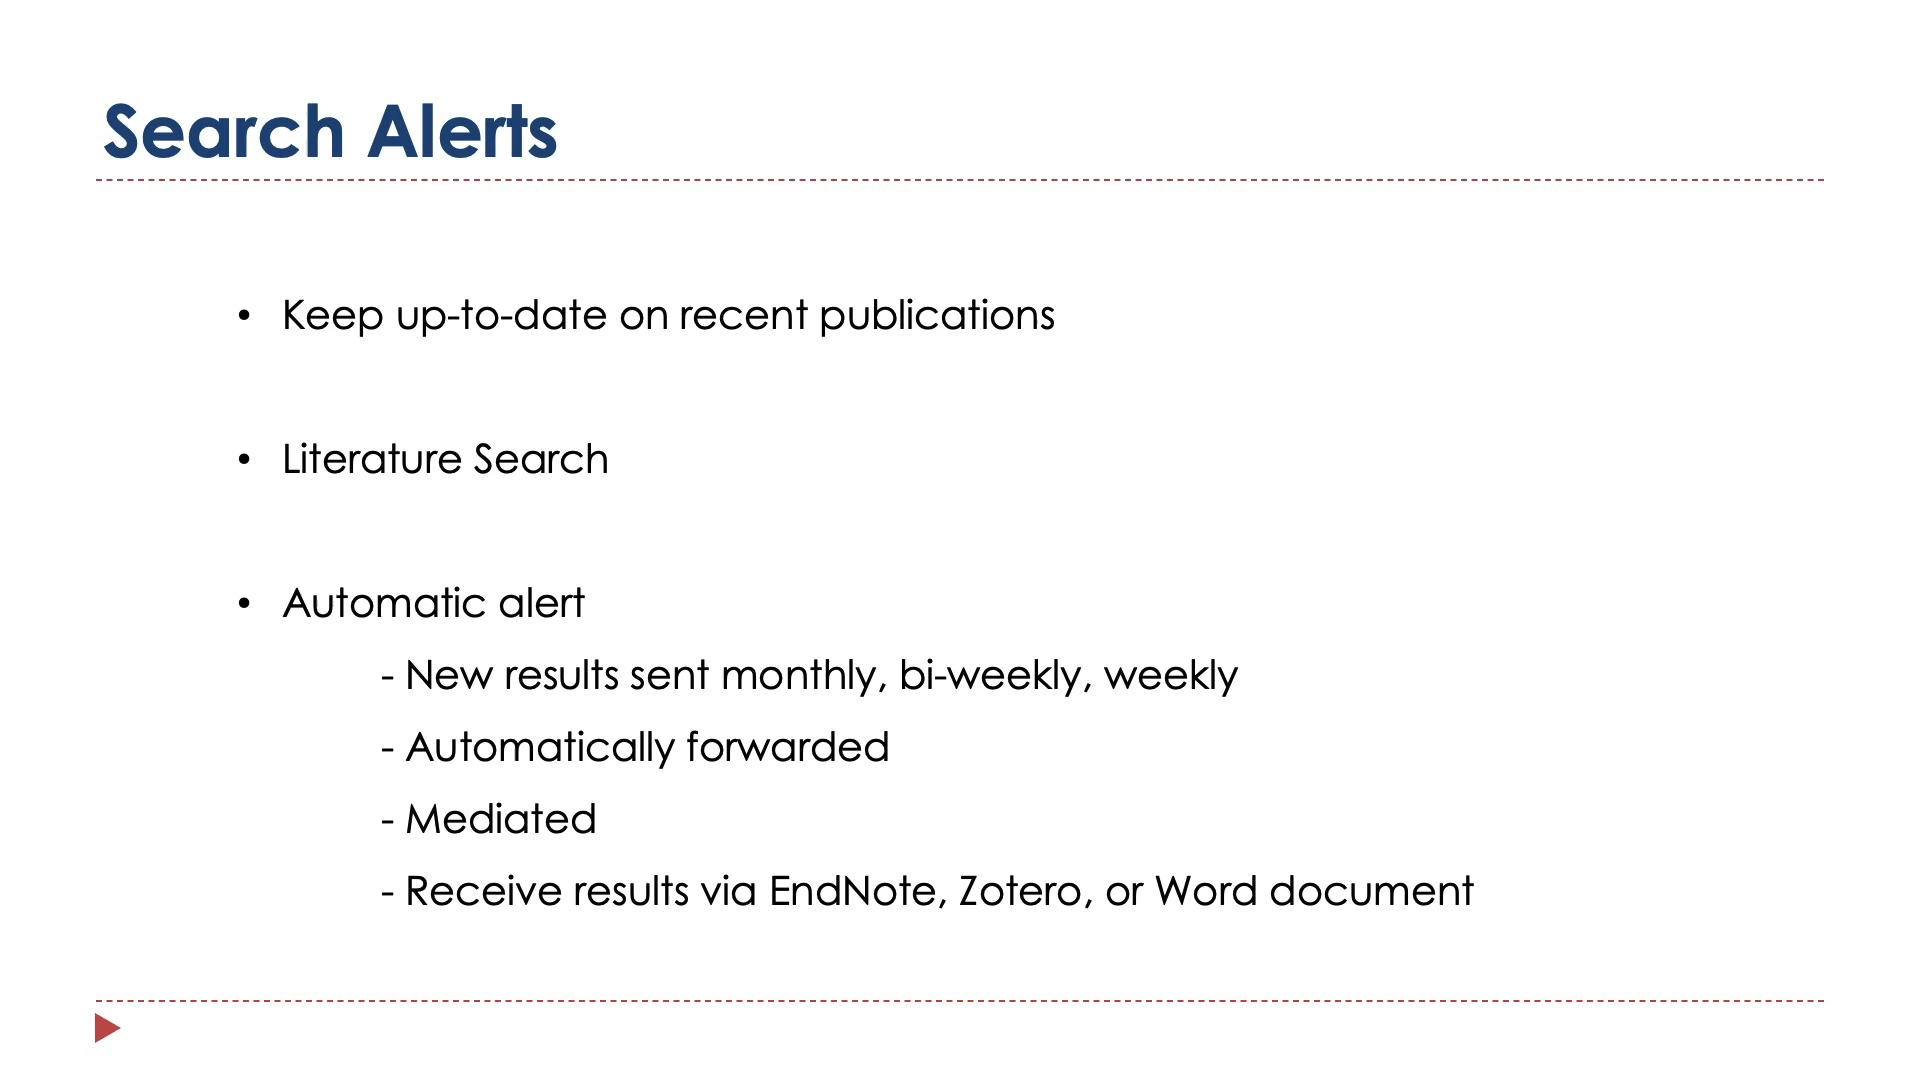 Search Alerts
• Keep up-to-date on recent publications
• Literature Search
• Automatic alert
- New results sent monthly, bi-weekly, weekly
- Automatically forwarded
- Mediated
- Receive results via EndNote, Zotero, or Word document